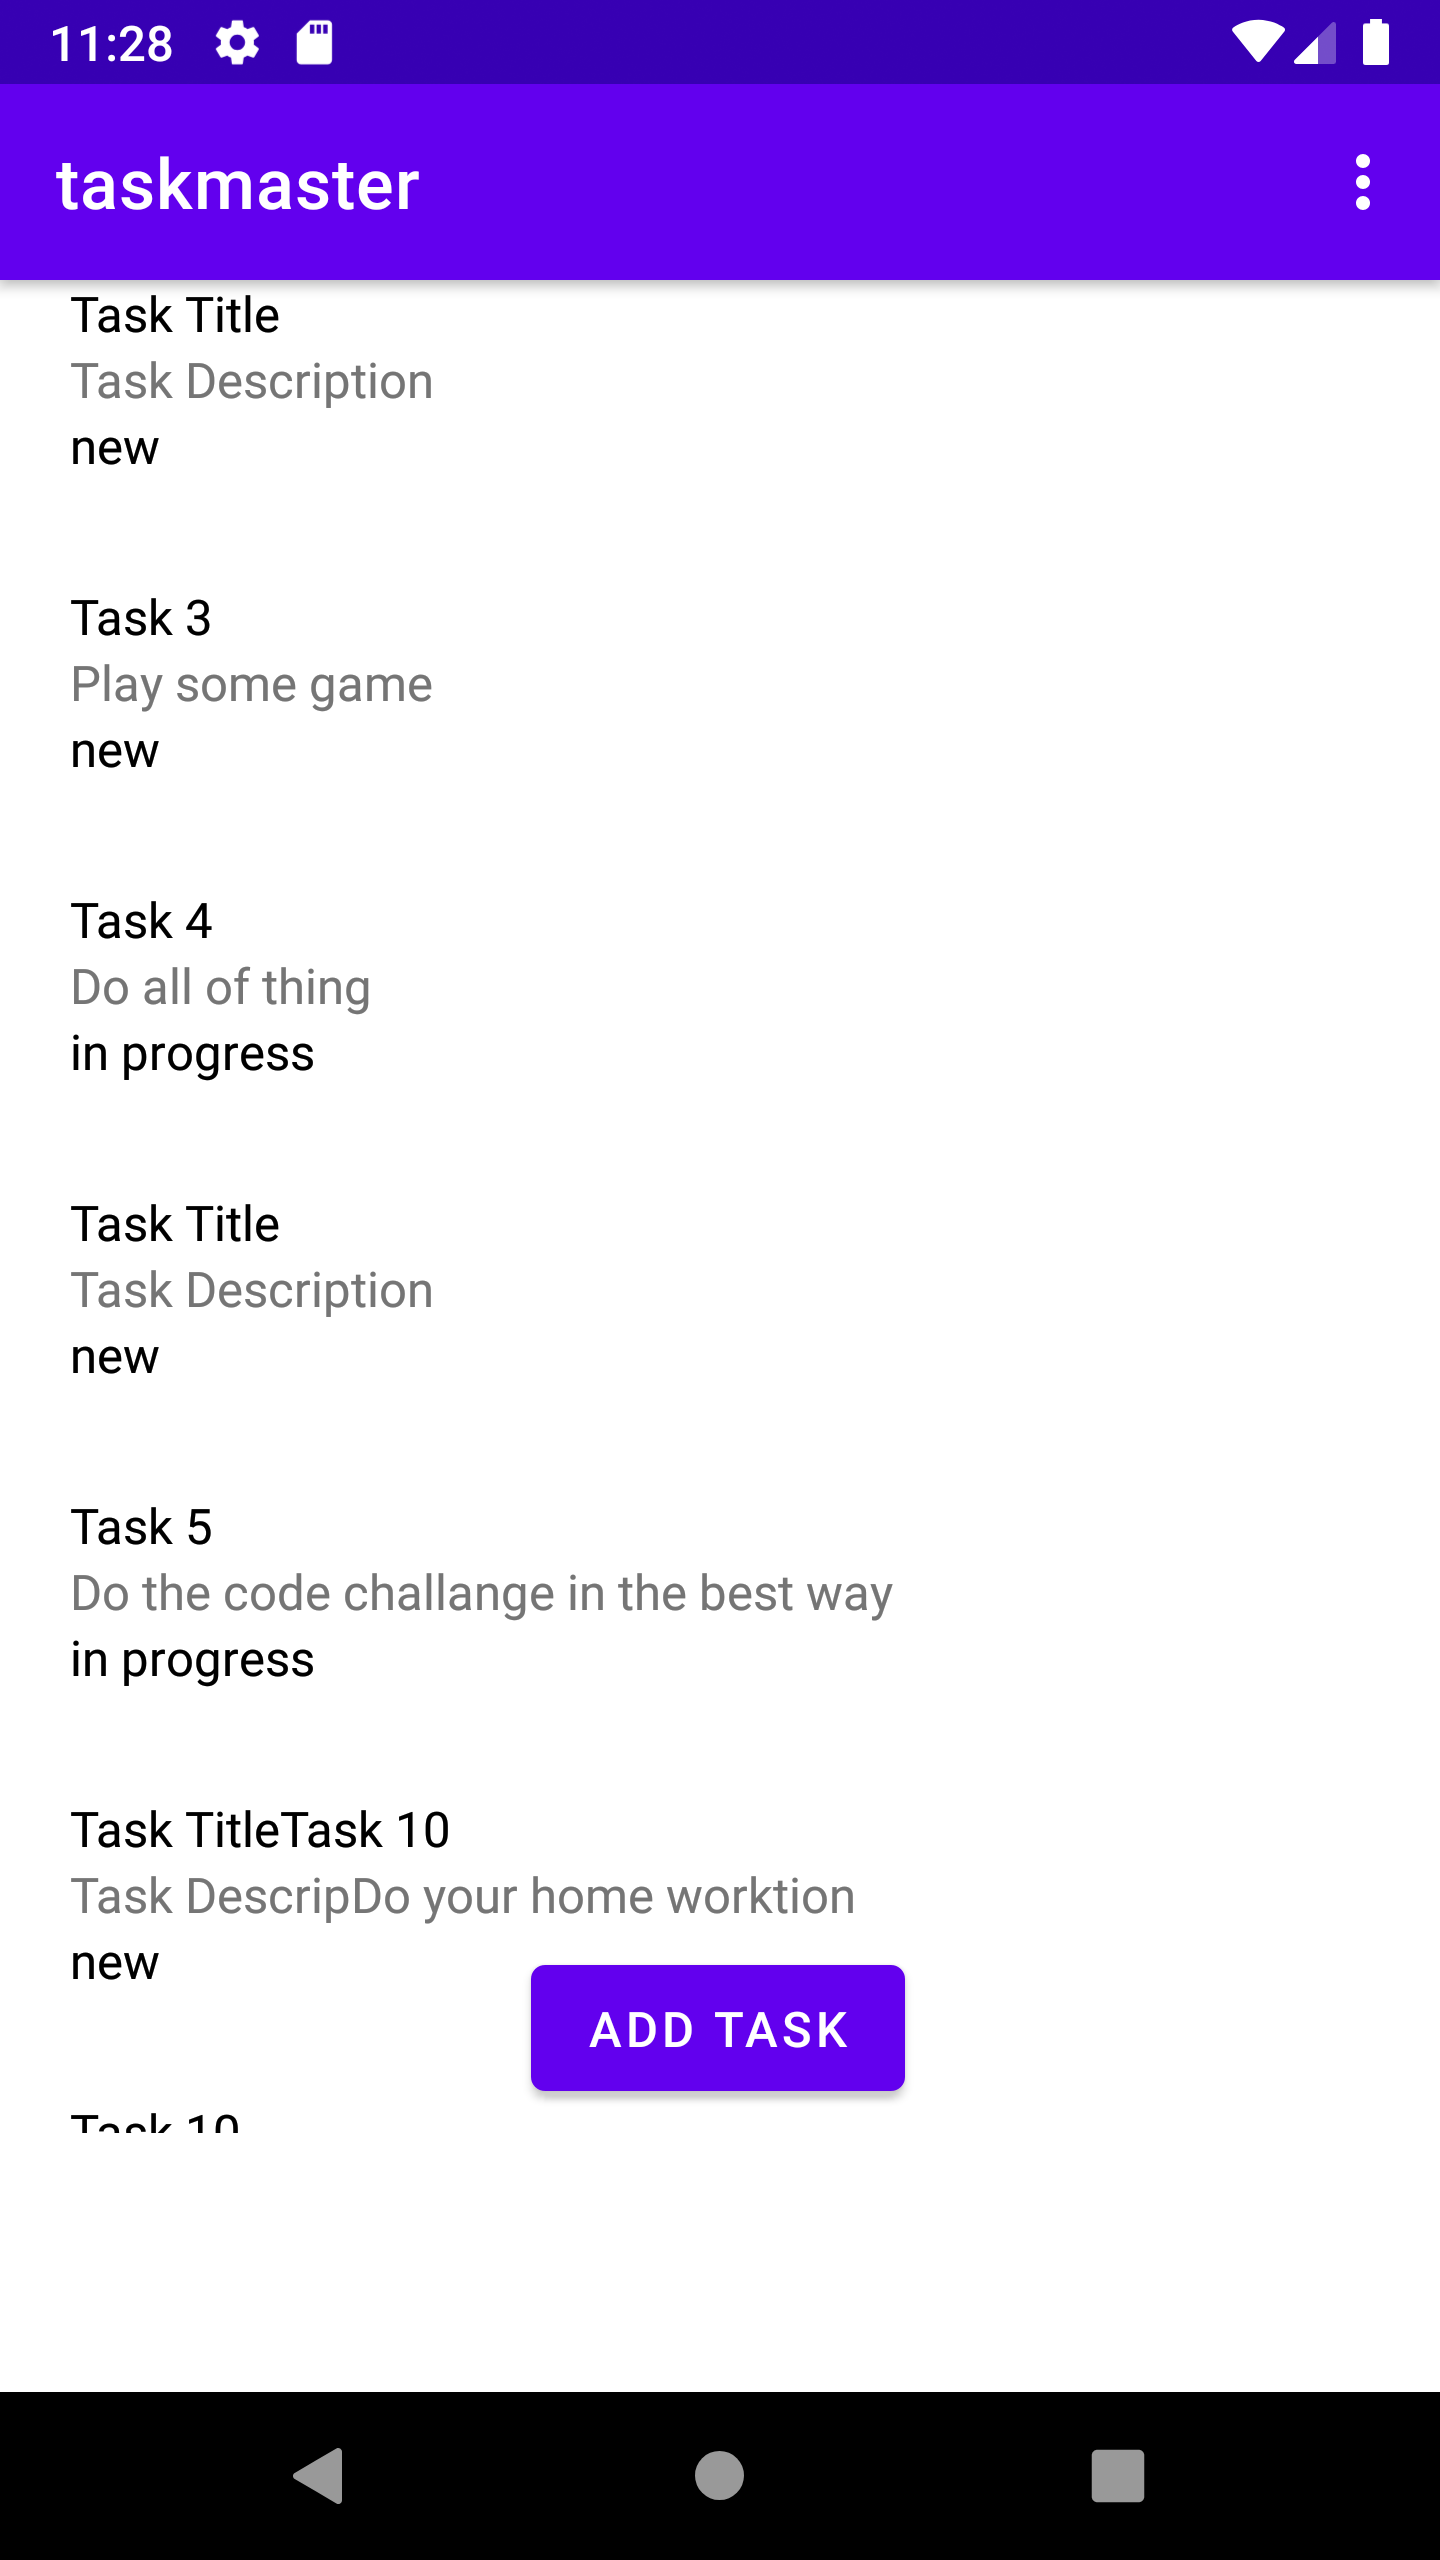 11:28
taskmaster
Task Title
Task Description
new
Task 3
Play some game
new
Task 4
Do all of thing
in progress
Task Title
Task Description
new
Task 5
Do the code challange in the best way
in progress
Task TitleTask 10
Task DescripDo your home worktion
new
ADD TASK
Task 10